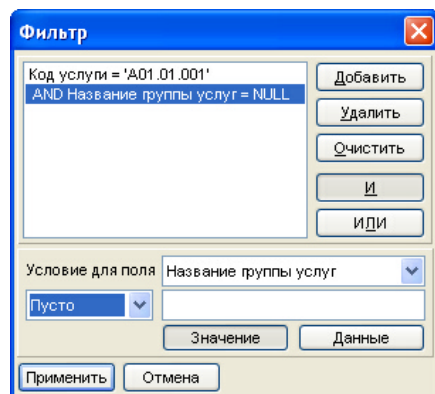 Фильтр
Код услуги = 'A01.01.001'
AND Название группы услуг = NULL
Добавить
Удалить
Очистить
И
ИЛИ
Условие для поля Название группы услуг
Пусто
Значение Данные
Применить Отмена